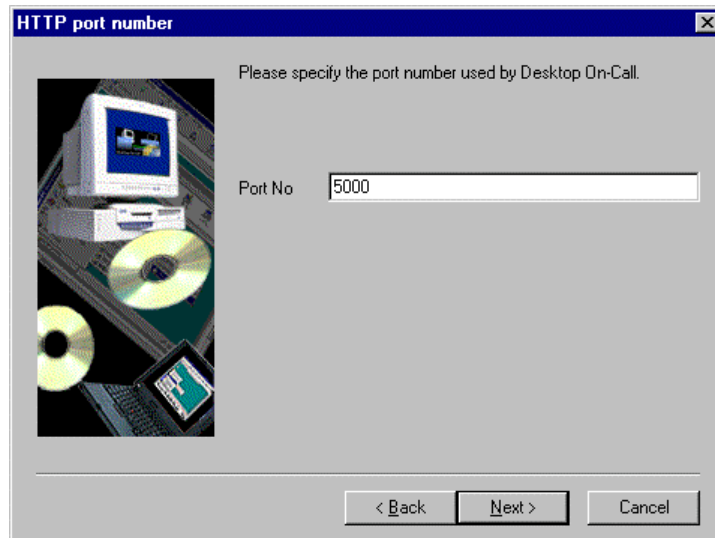 HTTP port number
Please specify the port number used by Desktop On-Call.
Port No 5000
< Back Next > Cancel